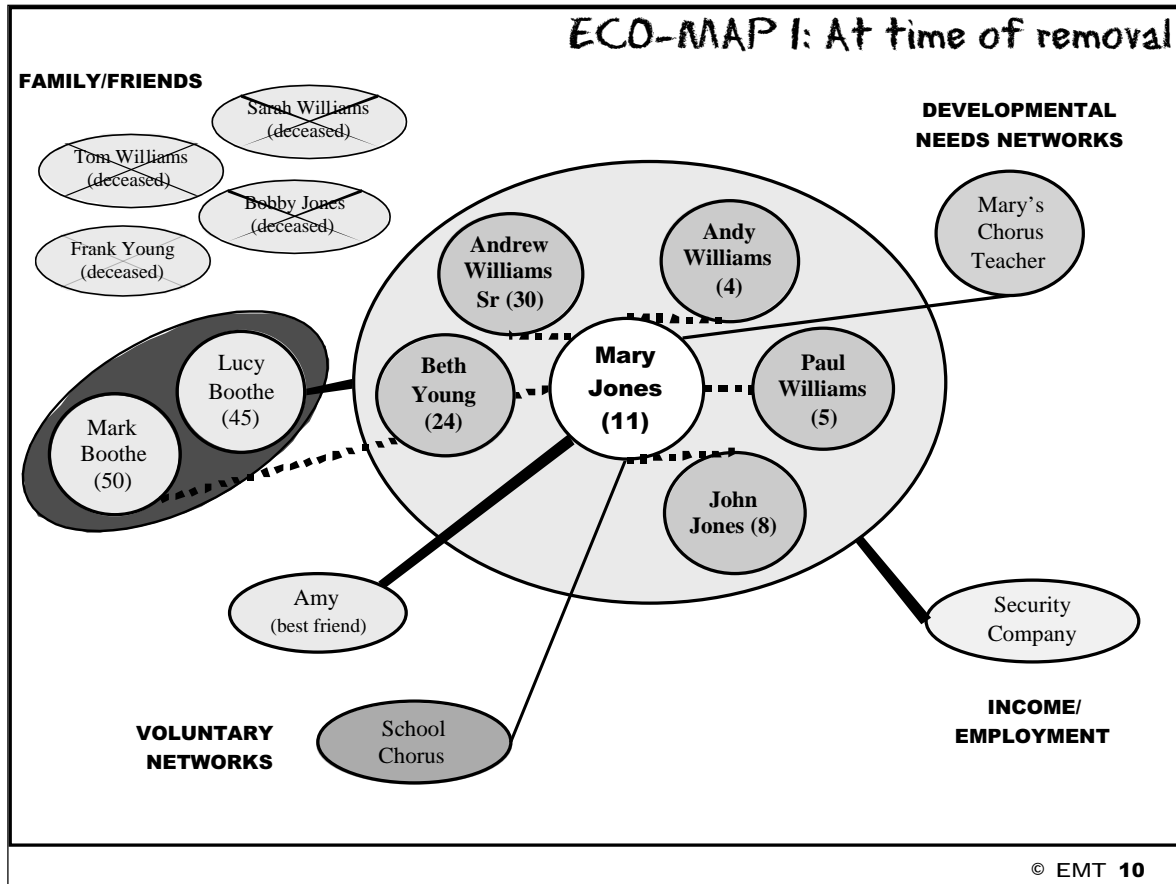 ECO-MAP 1: At time of removal
FAMILY/FRIENDS
Sarah Williams
(deceased)
Tom Williams
(deceased)
Bobby Jones
(deceased)
Frank Young
(deceased)
DEVELOPMENTAL
NEEDS NETWORKS
Mary’s
Chorus
Teacher
Andrew
Williams
Sr (30)
Andy
Williams
(4)
Lucy
Boothe
(45)
Mark
Boothe
(50)
Beth
Young
(24)
Mary
Jones
(11)
Paul
Williams
(5)
John
Jones (8)
Amy
(best friend)
Security
Company
INCOME/
EMPLOYMENT
VOLUNTARY
NETWORKS
School
Chorus
© EMT 10